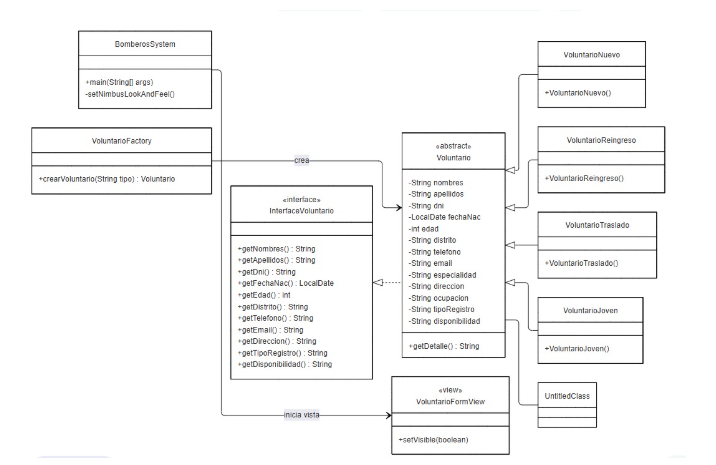 BomberosSystem
+main(String[] args)
-setNimbusLookAndFeel()
VoluntarioFactory
+crearVoluntario(String tipo) : Voluntario
crea
«interface»
InterfaceVoluntario
+getNombres() : String
+getApellidos() : String
+getDni() : String
+getFechaNac() : LocalDate
+getEdad() : int
+getDistrito() : String
+getTelefono() : String
+getEmail() : String
+getDireccion() : String
+getTipoRegistro() : String
+getDisponibilidad() : String
«abstract»
Voluntario
-String nombres
-String apellidos
-String dni
-LocalDate fechaNac
-int edad
-String distrito
-String telefono
-String email
-String especialidad
-String direccion
-String ocupacion
-String tipoRegistro
-String disponibilidad
+getDetalle() : String
VoluntarioNuevo
+VoluntarioNuevo()
VoluntarioReingreso
+VoluntarioReingreso()
VoluntarioTraslado
+VoluntarioTraslado()
VoluntarioJoven
+VoluntarioJoven()
UntitledClass
inicia vista
«view»
VoluntarioFormView
+setVisible(boolean)